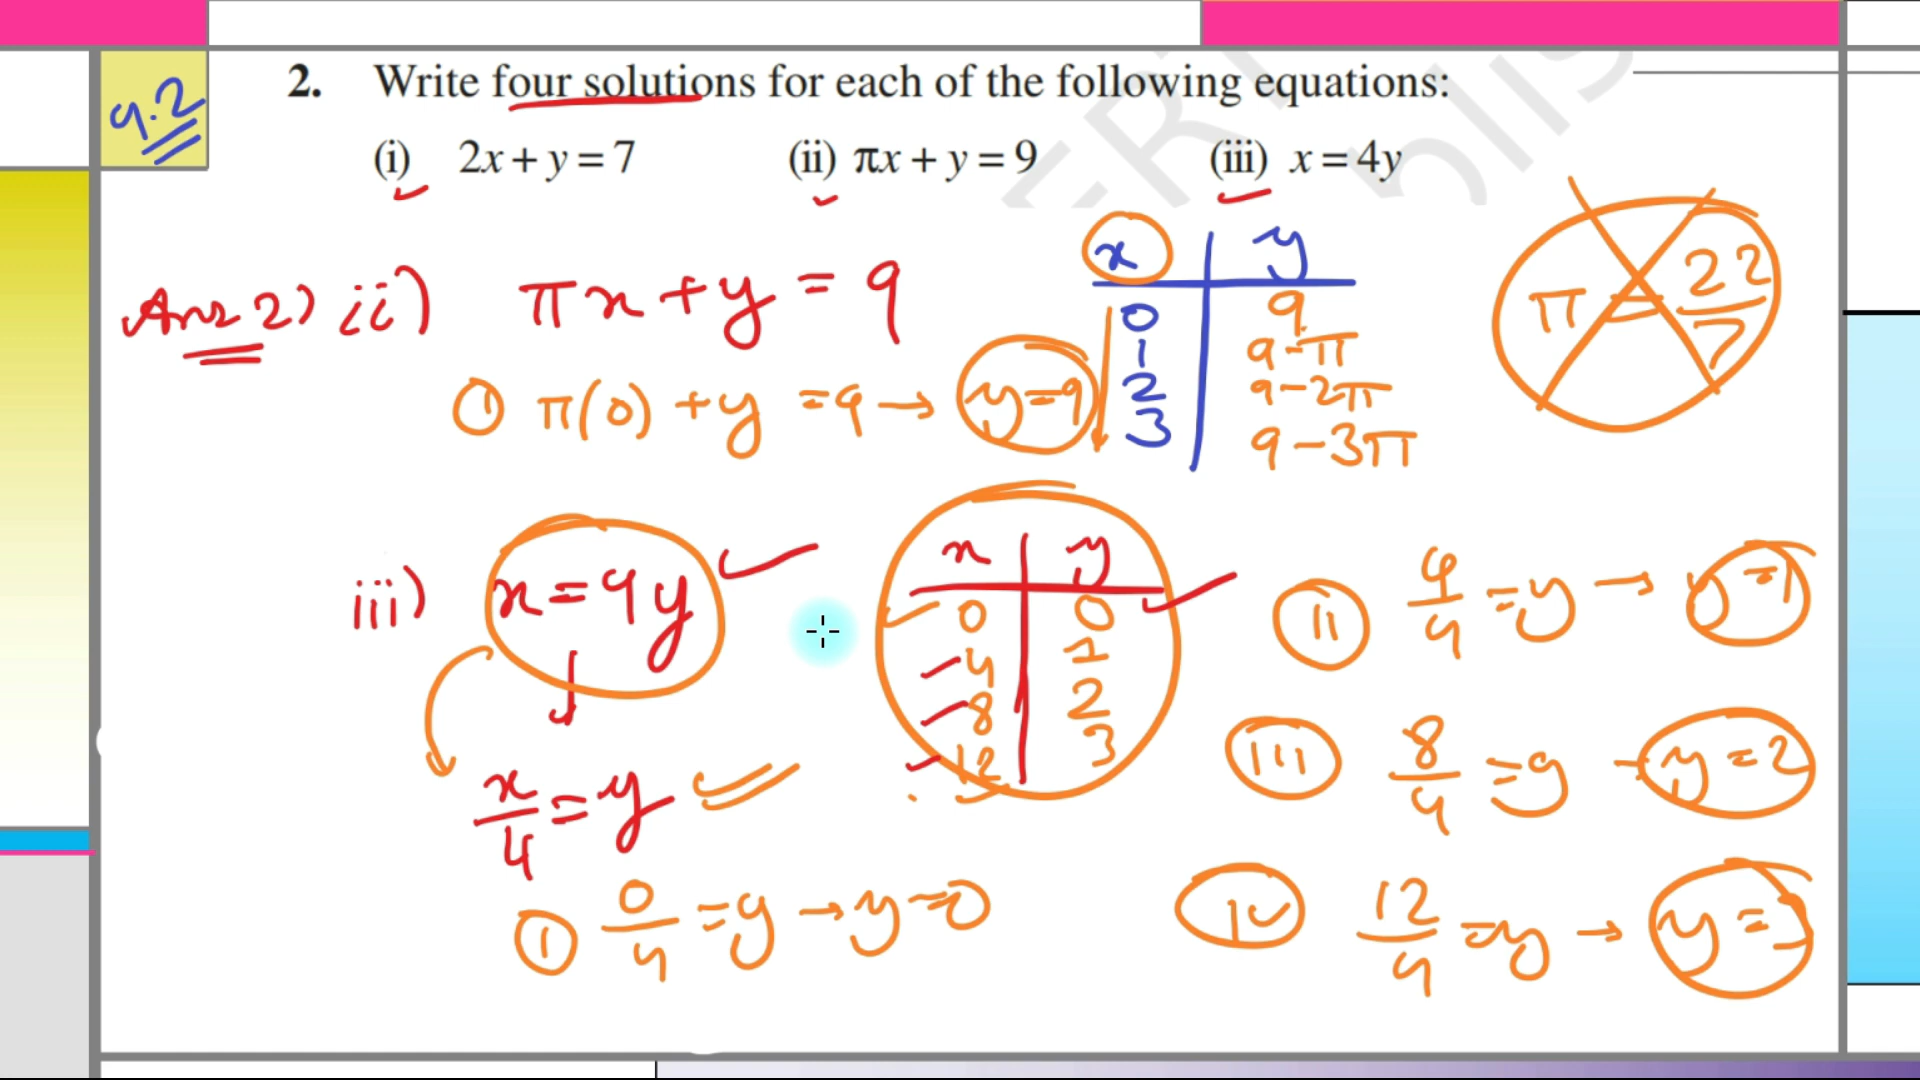 4.2
2. Write four solutions for each of the following equations:
(i) 2x + y = 7 (ii) πx + y = 9 (iii) x = 4y
Ans 2) ii) πx + y = 9
① π(0) + y = 9 → y = 9
x y
0 9
1 9-π
2 9-2π
3 9-3π
π = 22/7
iii) x = 4y
x/4 = y
① 0/4 = y → y = 0
x y
0 0
4 1
8 2
12 3
ii 4/4 = y → y = 1
iii 8/4 = y → y = 2
iv 12/4 = y → y = 3